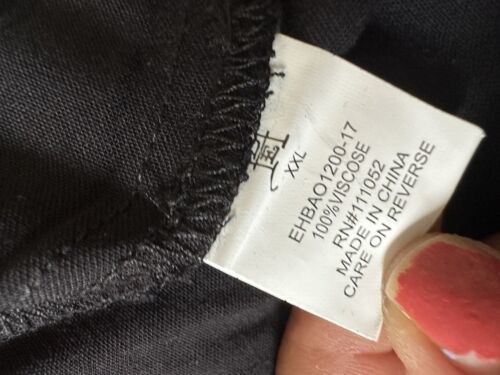 XXL
EHBAO1200-17
100%VISCOSE
RN#111052
MADE IN CHINA
CARE ON REVERSE